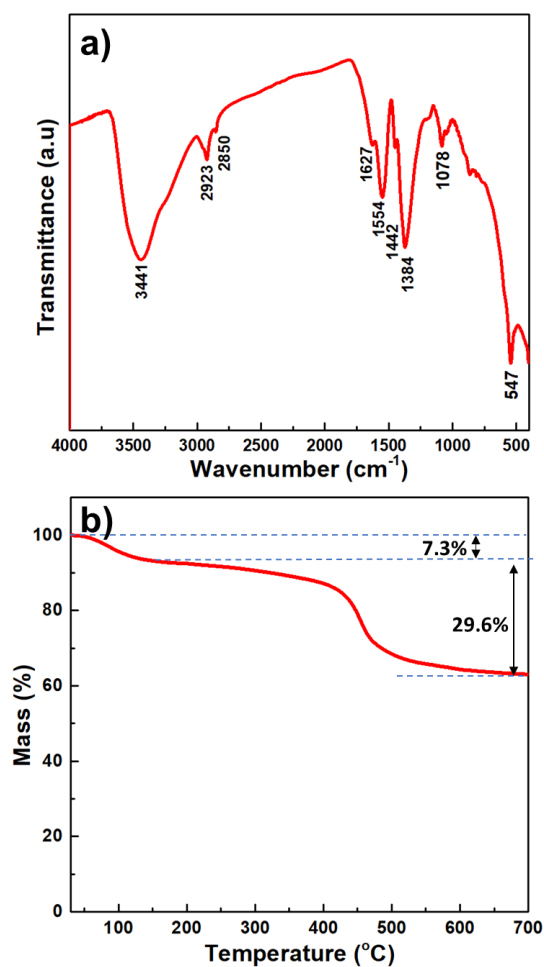 a)
Transmittance (a.u)
3441
2923
2850
1627
1554
1442
1384
1078
547
4000 3500 3000 2500 2000 1500 1000 500
Wavenumber (cm⁻¹)
b)
7.3%
29.6%
Mass (%)
100
80
60
40
20
0
100 200 300 400 500 600 700
Temperature (°C)